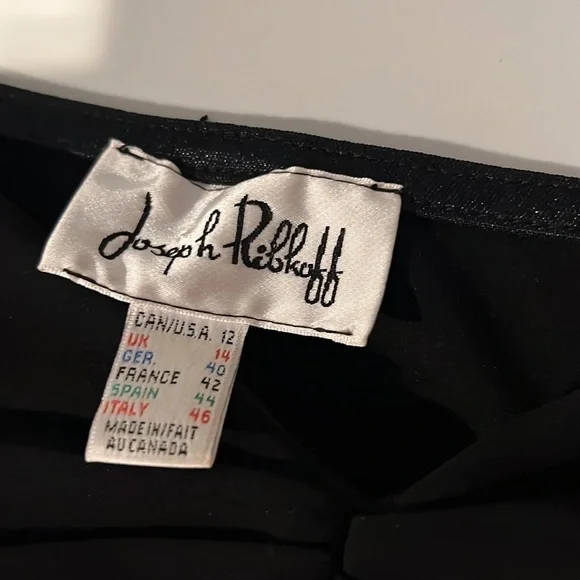 Joseph Ribkoff
CAN/U.S.A. 12
UK 14
GER. 40
FRANCE 42
SPAIN 44
ITALY 46
MADE IN/FAIT
AU CANADA